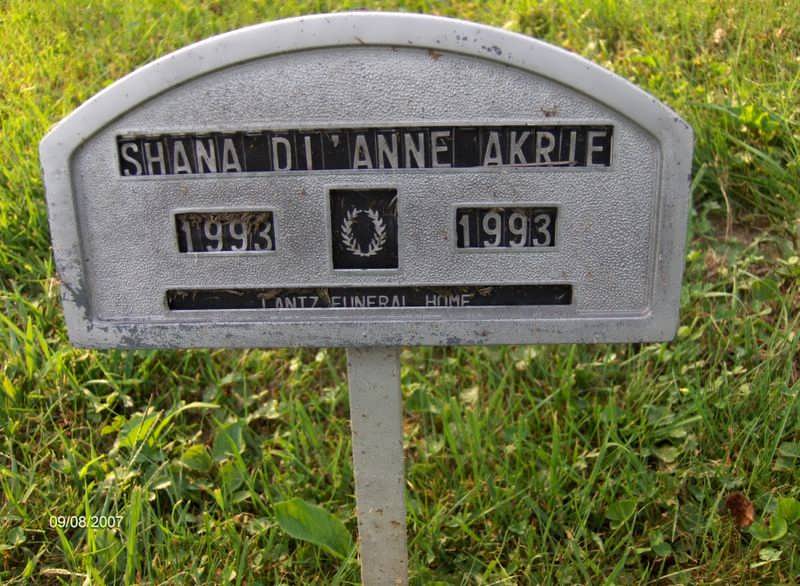 SHANA DI'ANNE AKRIE
1993 1993
LANTZ FUNERAL HOME
09/08/2007